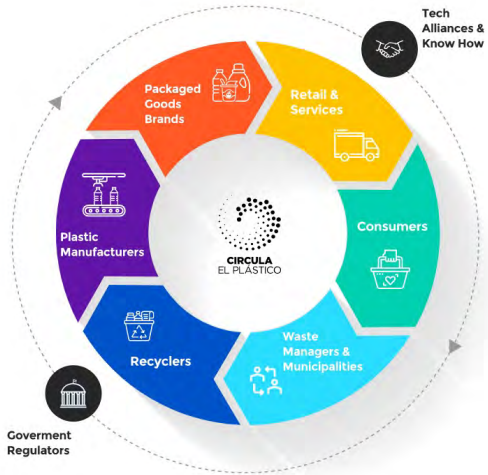 Tech
Alliances &
Know How
Packaged
Goods
Brands
Retail &
Services
Consumers
Waste
Managers &
Municipalities
Recyclers
Plastic
Manufacturers
CIRCULA
EL PLÁSTICO
Goverment
Regulators